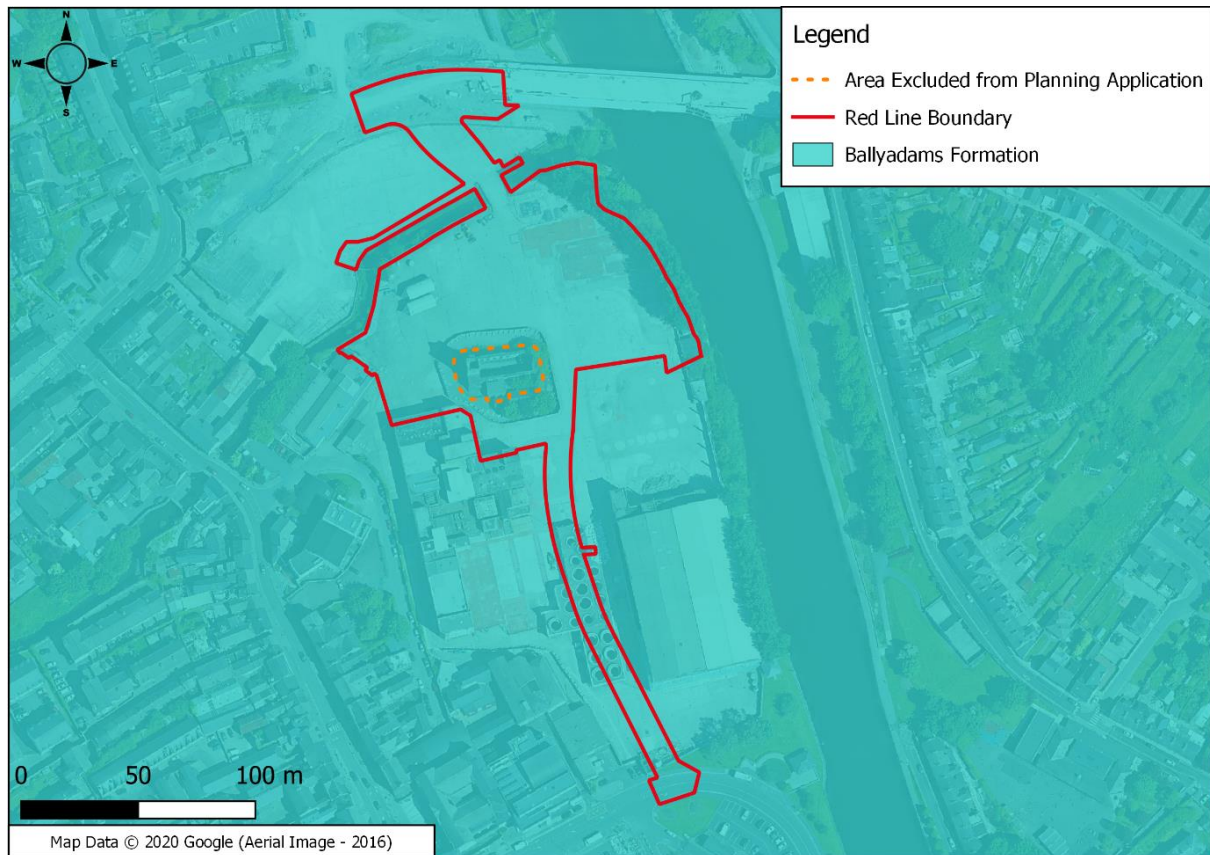 N
W E
S
Legend
Area Excluded from Planning Application
Red Line Boundary
Ballyadams Formation
0 50 100 m
Map Data © 2020 Google (Aerial Image - 2016)